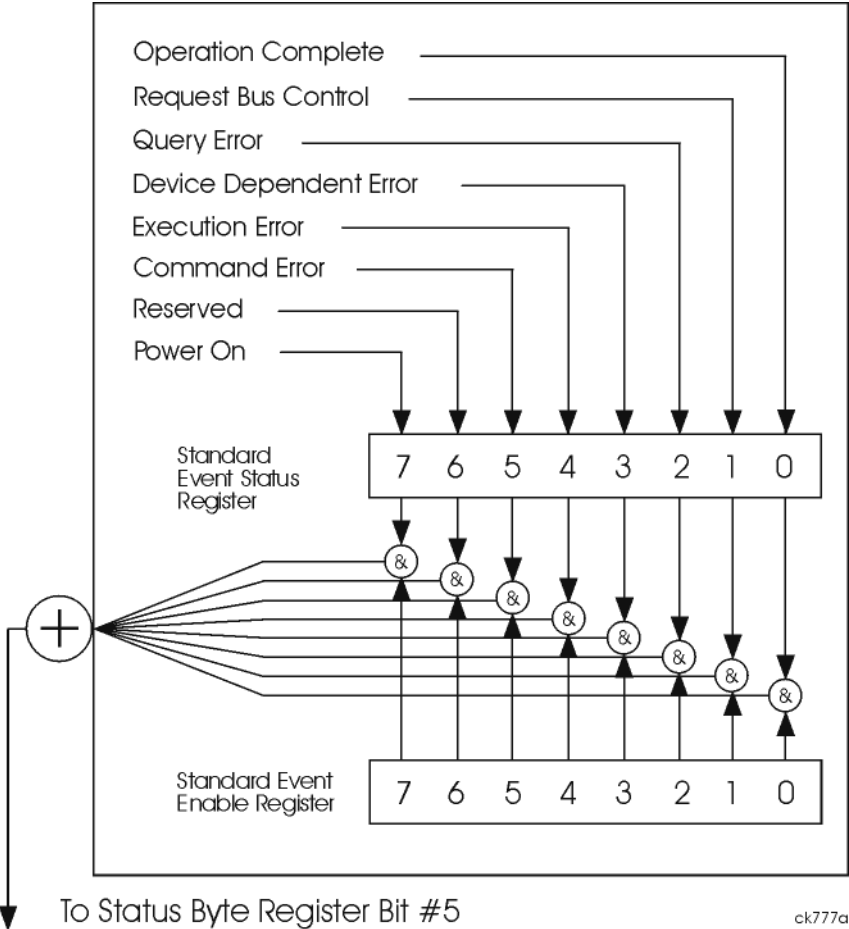 Operation Complete
Request Bus Control
Query Error
Device Dependent Error
Execution Error
Command Error
Reserved
Power On
Standard
Event Status
Register
7 6 5 4 3 2 1 0
&
&
&
&
+
&
&
&
&
Standard Event
Enable Register
7 6 5 4 3 2 1 0
To Status Byte Register Bit #5
ck777a